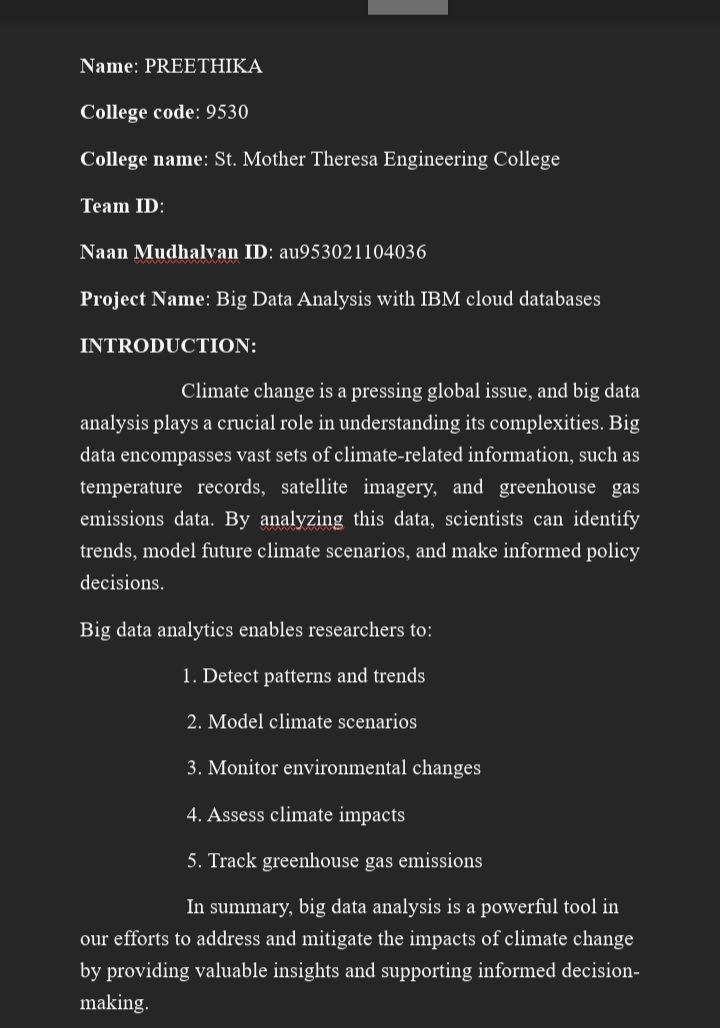 Name: PREETHIKA
College code: 9530
College name: St. Mother Theresa Engineering College
Team ID:
Naan Mudhalvan ID: au953021104036
Project Name: Big Data Analysis with IBM cloud databases
INTRODUCTION:
Climate change is a pressing global issue, and big data
analysis plays a crucial role in understanding its complexities. Big
data encompasses vast sets of climate-related information, such as
temperature records, satellite imagery, and greenhouse gas
emissions data. By analyzing this data, scientists can identify
trends, model future climate scenarios, and make informed policy
decisions.
Big data analytics enables researchers to:
1. Detect patterns and trends
2. Model climate scenarios
3. Monitor environmental changes
4. Assess climate impacts
5. Track greenhouse gas emissions
In summary, big data analysis is a powerful tool in
our efforts to address and mitigate the impacts of climate change
by providing valuable insights and supporting informed decision-
making.